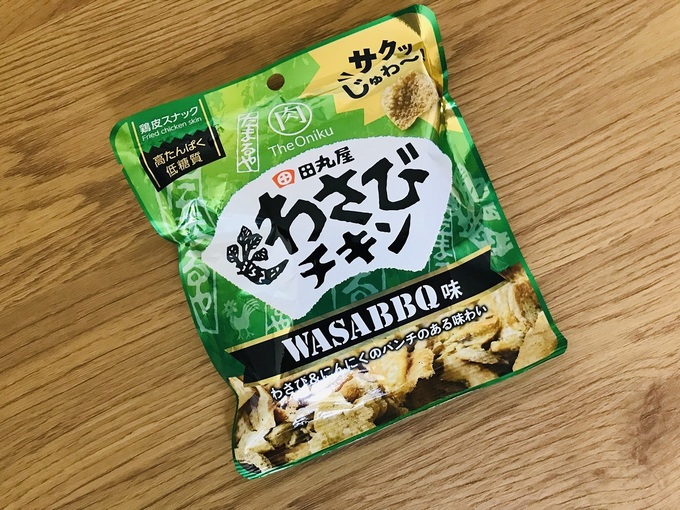 サクッ
じゅわ〜
鶏皮スナック
Fried chicken skin
高たんぱく
低糖質
たまるや
肉
The Oniku
田丸屋
わさび
チキン
WASABBQ味
わさび&にんにくのパンチのある味わい